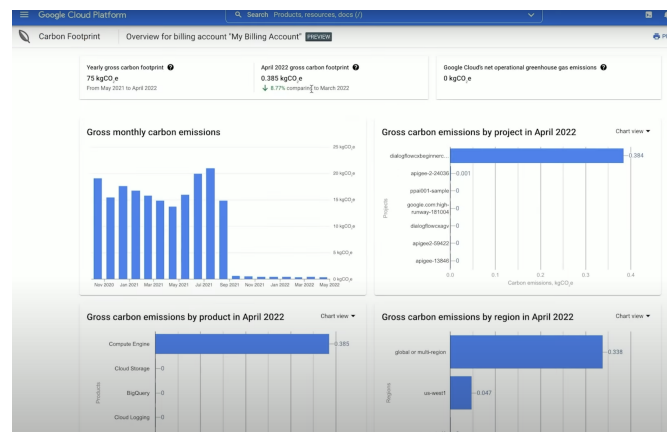 Google Cloud Platform
Search Products, resources, docs (/)
Carbon Footprint
Overview for billing account "My Billing Account" PREVIEW
Yearly gross carbon footprint
75 kgCO2e
From May 2021 to April 2022
April 2022 gross carbon footprint
0.385 kgCO2e
8.77% comparing to March 2022
Google Cloud's net operational greenhouse gas emissions
0 kgCO2e
Gross monthly carbon emissions
25 kgCO2e
20 kgCO2e
15 kgCO2e
10 kgCO2e
5 kgCO2e
0 kgCO2e
Nov 2020 Jan 2021 Mar 2021 May 2021 Jul 2021 Sep 2021 Nov 2021 Jan 2022 Mar 2022 May 2022
Gross carbon emissions by project in April 2022
Chart view
Projects
dialogflowcxbeginnerc... 0.384
apigee-2-24036 0.001
ppai001-sample 0
google.com:high-
runway-181004 0
dialogflowcxagv 0
apigee2-59422 0
apigee-13846 0
0.0 0.1 0.2 0.3 0.4
Carbon emissions, kgCO2e
Gross carbon emissions by product in April 2022
Chart view
Products
Compute Engine 0.385
Cloud Storage 0
BigQuery 0
Cloud Logging 0
Gross carbon emissions by region in April 2022
Chart view
Regions
global or multi-region 0.338
us-west1 0.047